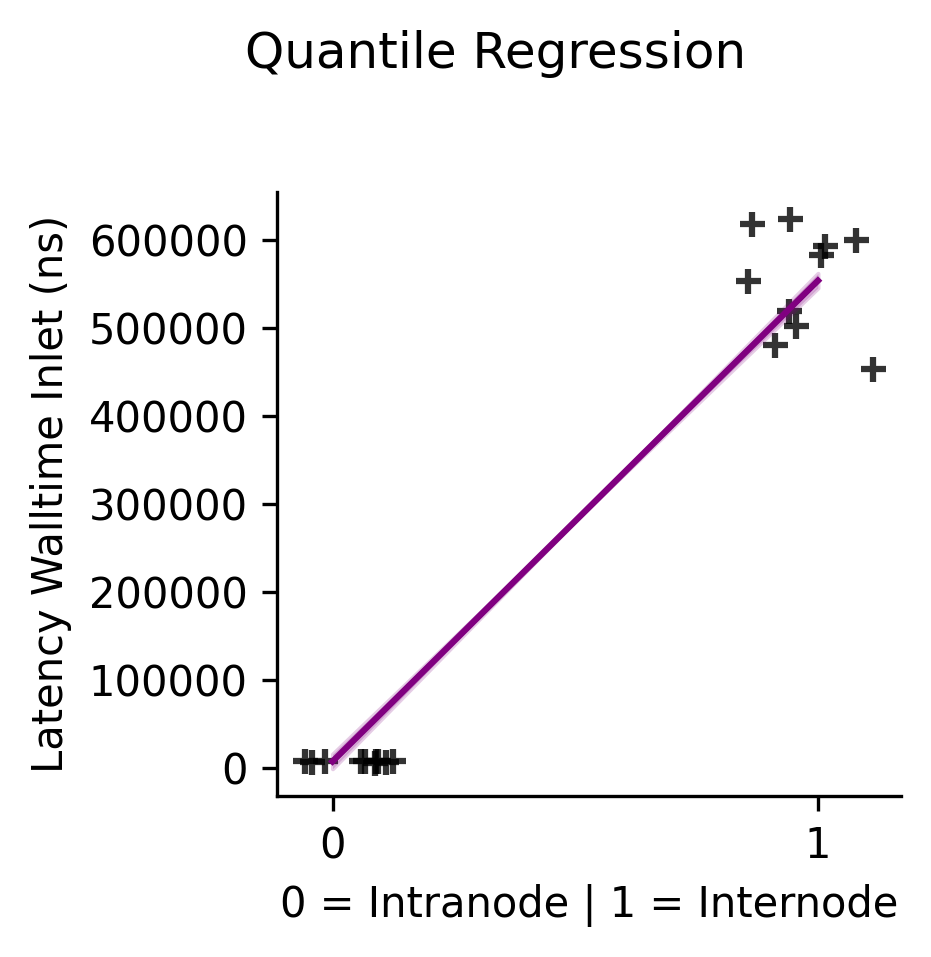 Quantile Regression
Latency Walltime Inlet (ns)
600000
500000
400000
300000
200000
100000
0
0 1
0 = Intranode | 1 = Internode